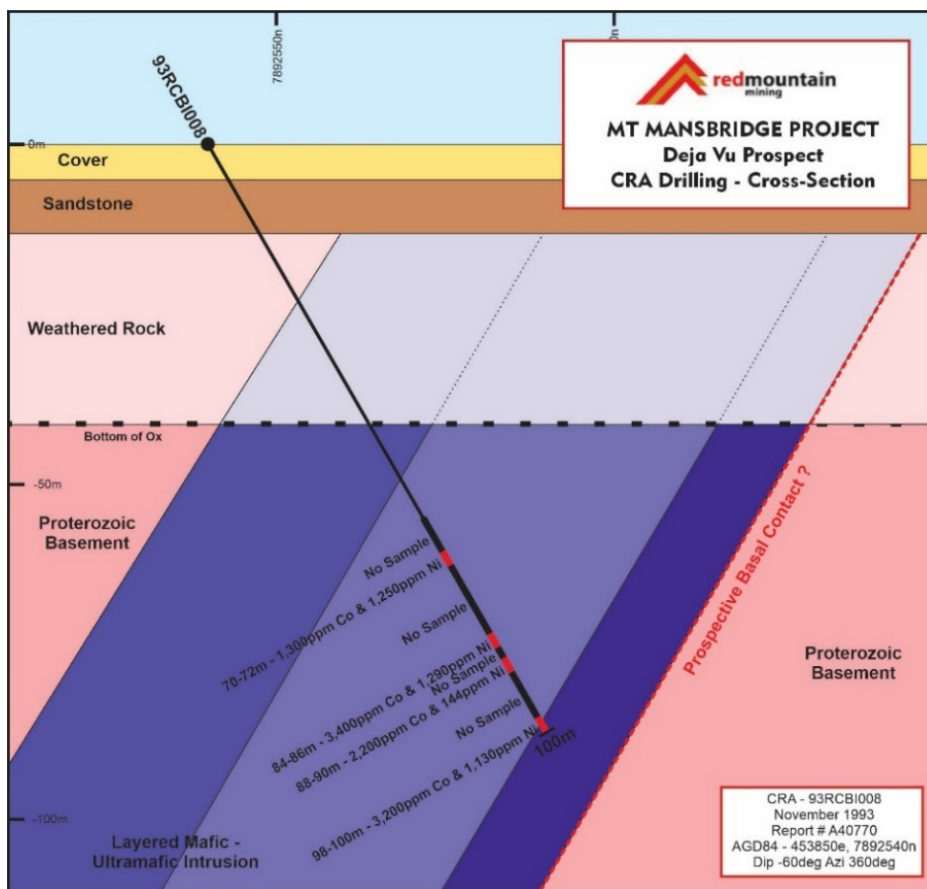 7892550n
redmountain
mining
MT MANSBRIDGE PROJECT
Deja Vu Prospect
CRA Drilling - Cross-Section
93RCBI008
0m
Cover
Sandstone
Weathered Rock
Bottom of Ox
-50m
Proterozoic
Basement
No Sample
70-72m - 1,300ppm Co & 1,250ppm Ni
No Sample
84-86m - 3,400ppm Co & 1,290ppm Ni
No Sample
88-90m - 2,200ppm Co & 144ppm Ni
No Sample
98-100m - 3,200ppm Co & 1,130ppm Ni
100m
Prospective Basal Contact ?
Proterozoic
Basement
-100m
Layered Mafic -
Ultramafic Intrusion
CRA - 93RCBI008
November 1993
Report # A40770
AGD84 - 453850e, 7892540n
Dip -60deg Azi 360deg